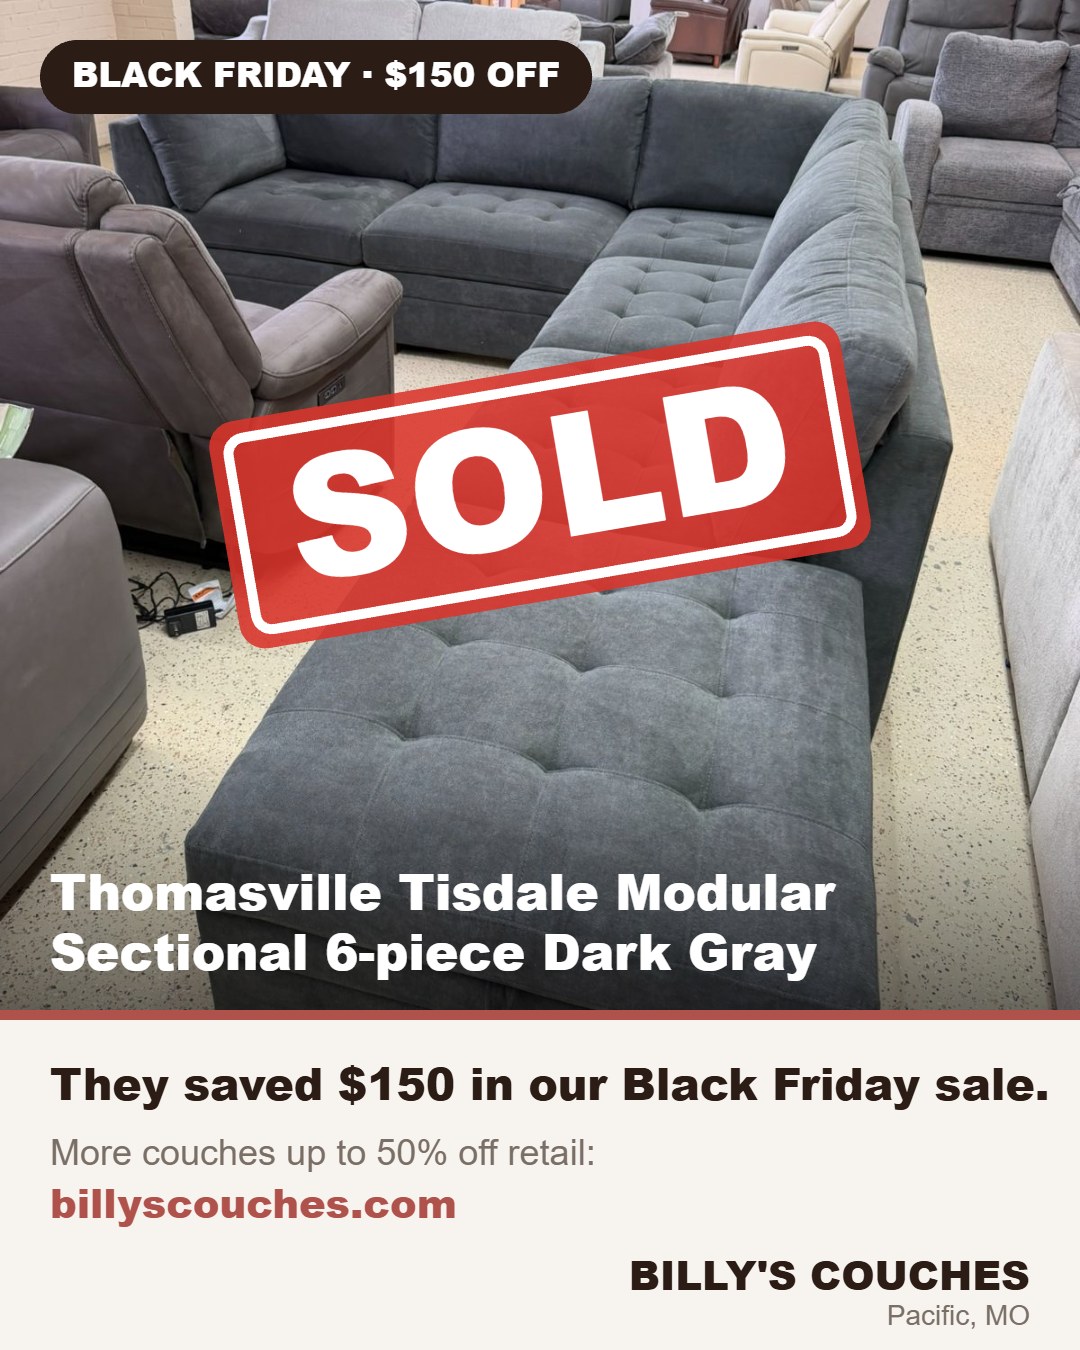 BLACK FRIDAY · $150 OFF
SOLD
Thomasville Tisdale Modular
Sectional 6-piece Dark Gray
They saved $150 in our Black Friday sale.
More couches up to 50% off retail:
billyscouches.com
BILLY'S COUCHES
Pacific, MO